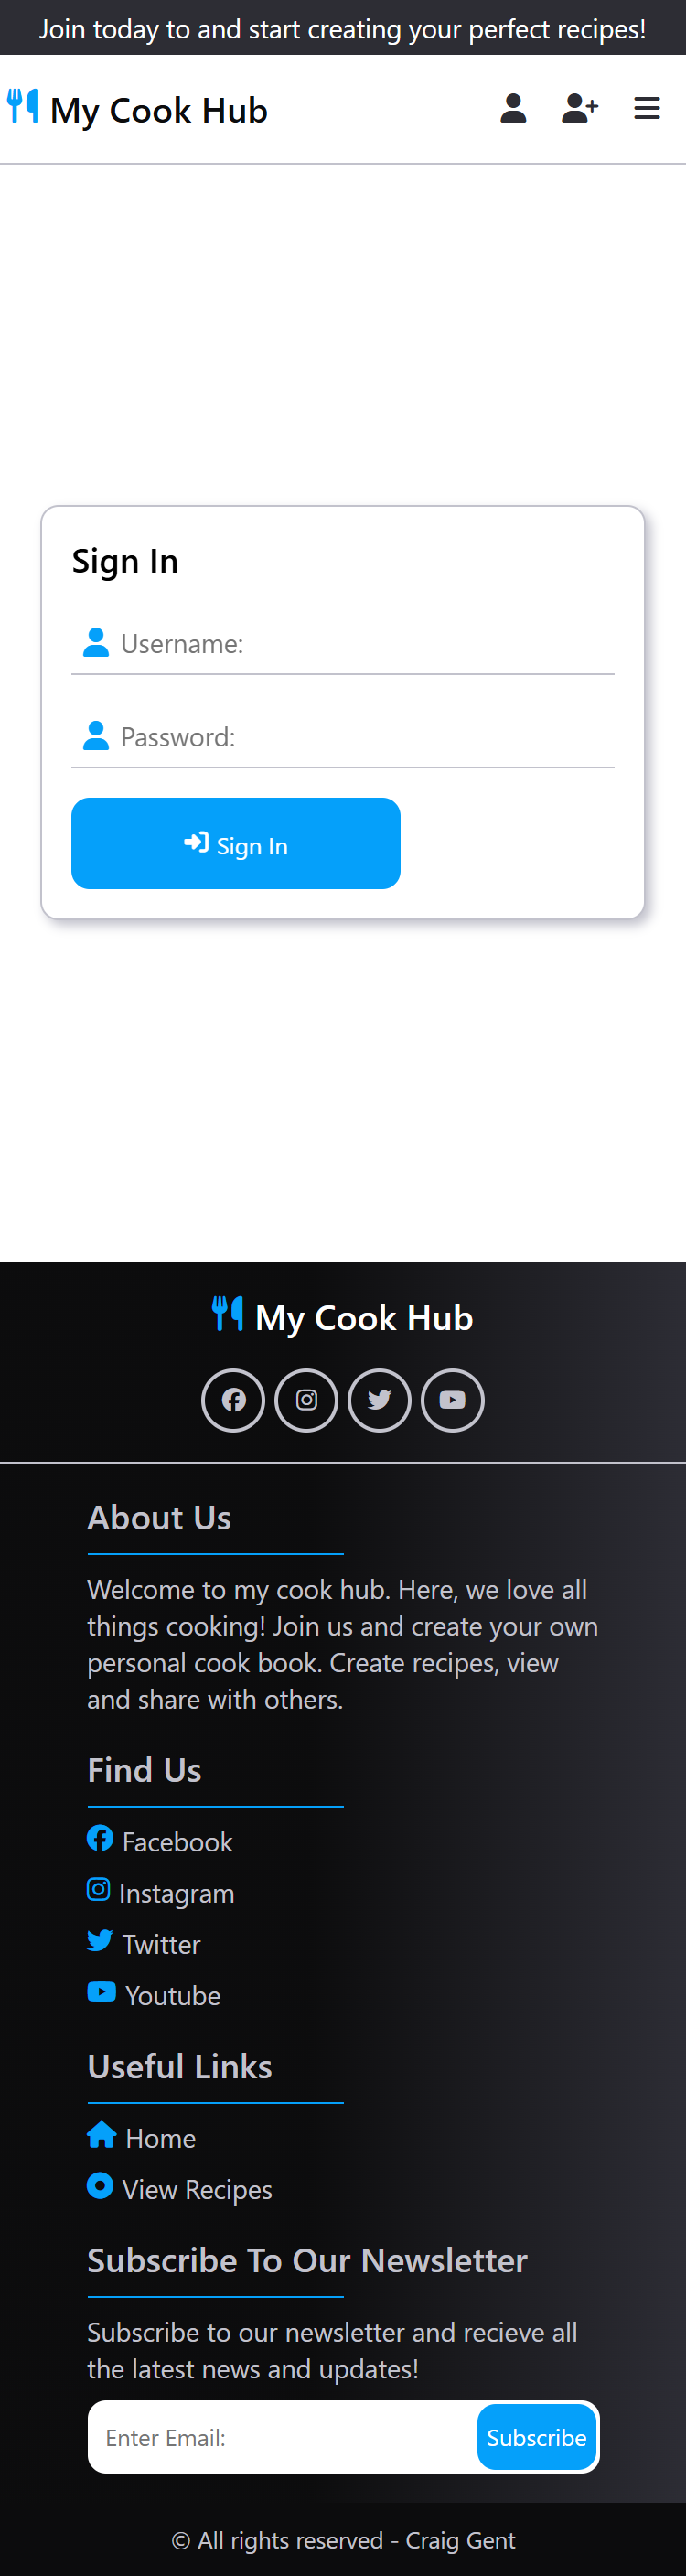 Join today to and start creating your perfect recipes!
My Cook Hub
Sign In
Username:
Password:
Sign In
My Cook Hub
About Us
Welcome to my cook hub. Here, we love all
things cooking! Join us and create your own
personal cook book. Create recipes, view
and share with others.
Find Us
Facebook
Instagram
Twitter
Youtube
Useful Links
Home
View Recipes
Subscribe To Our Newsletter
Subscribe to our newsletter and recieve all
the latest news and updates!
Enter Email:
Subscribe
© All rights reserved - Craig Gent